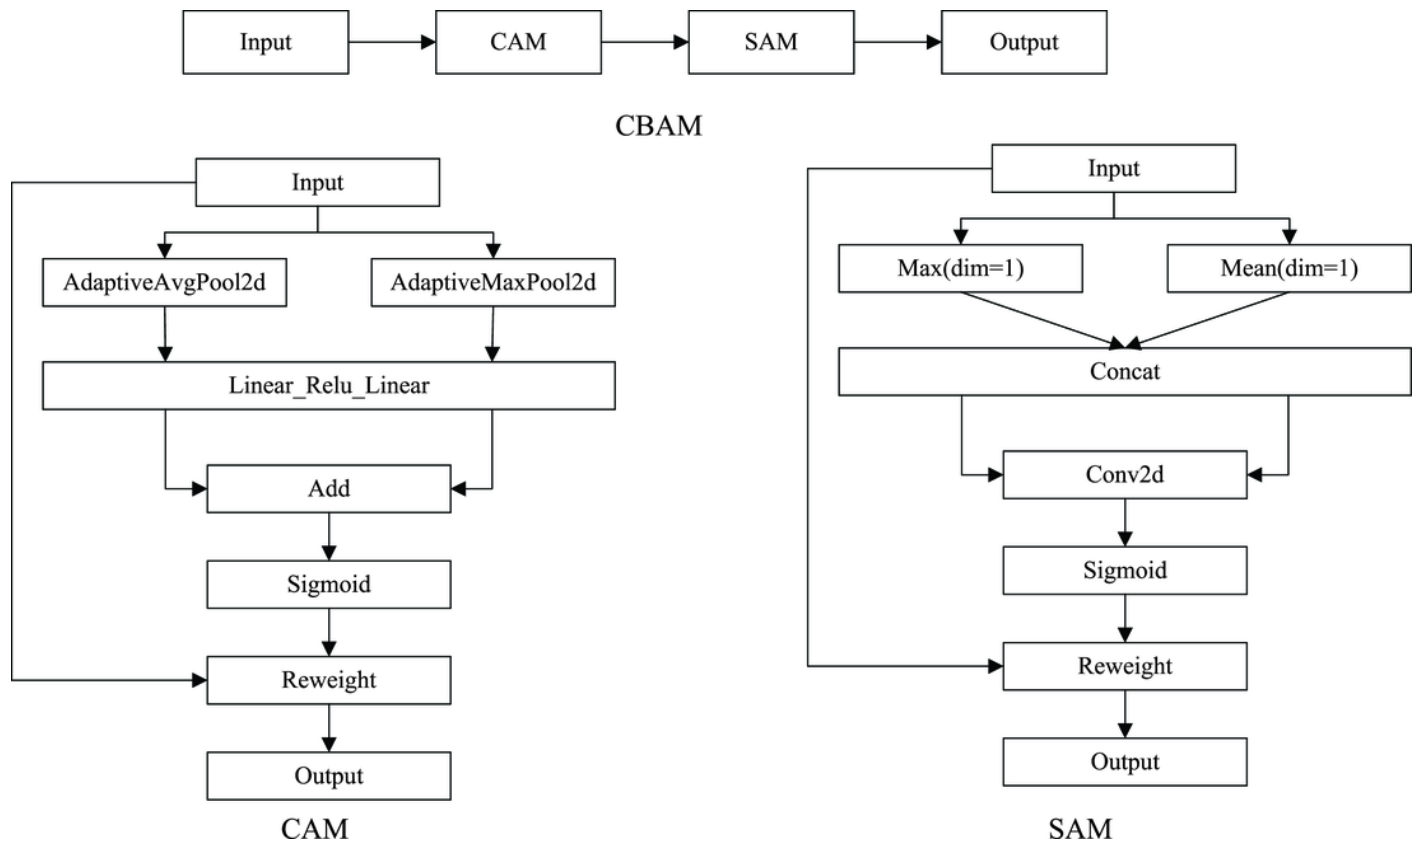 Input
CAM
SAM
Output
CBAM
Input
AdaptiveAvgPool2d
AdaptiveMaxPool2d
Linear_Relu_Linear
Add
Sigmoid
Reweight
Output
CAM
Input
Max(dim=1)
Mean(dim=1)
Concat
Conv2d
Sigmoid
Reweight
Output
SAM